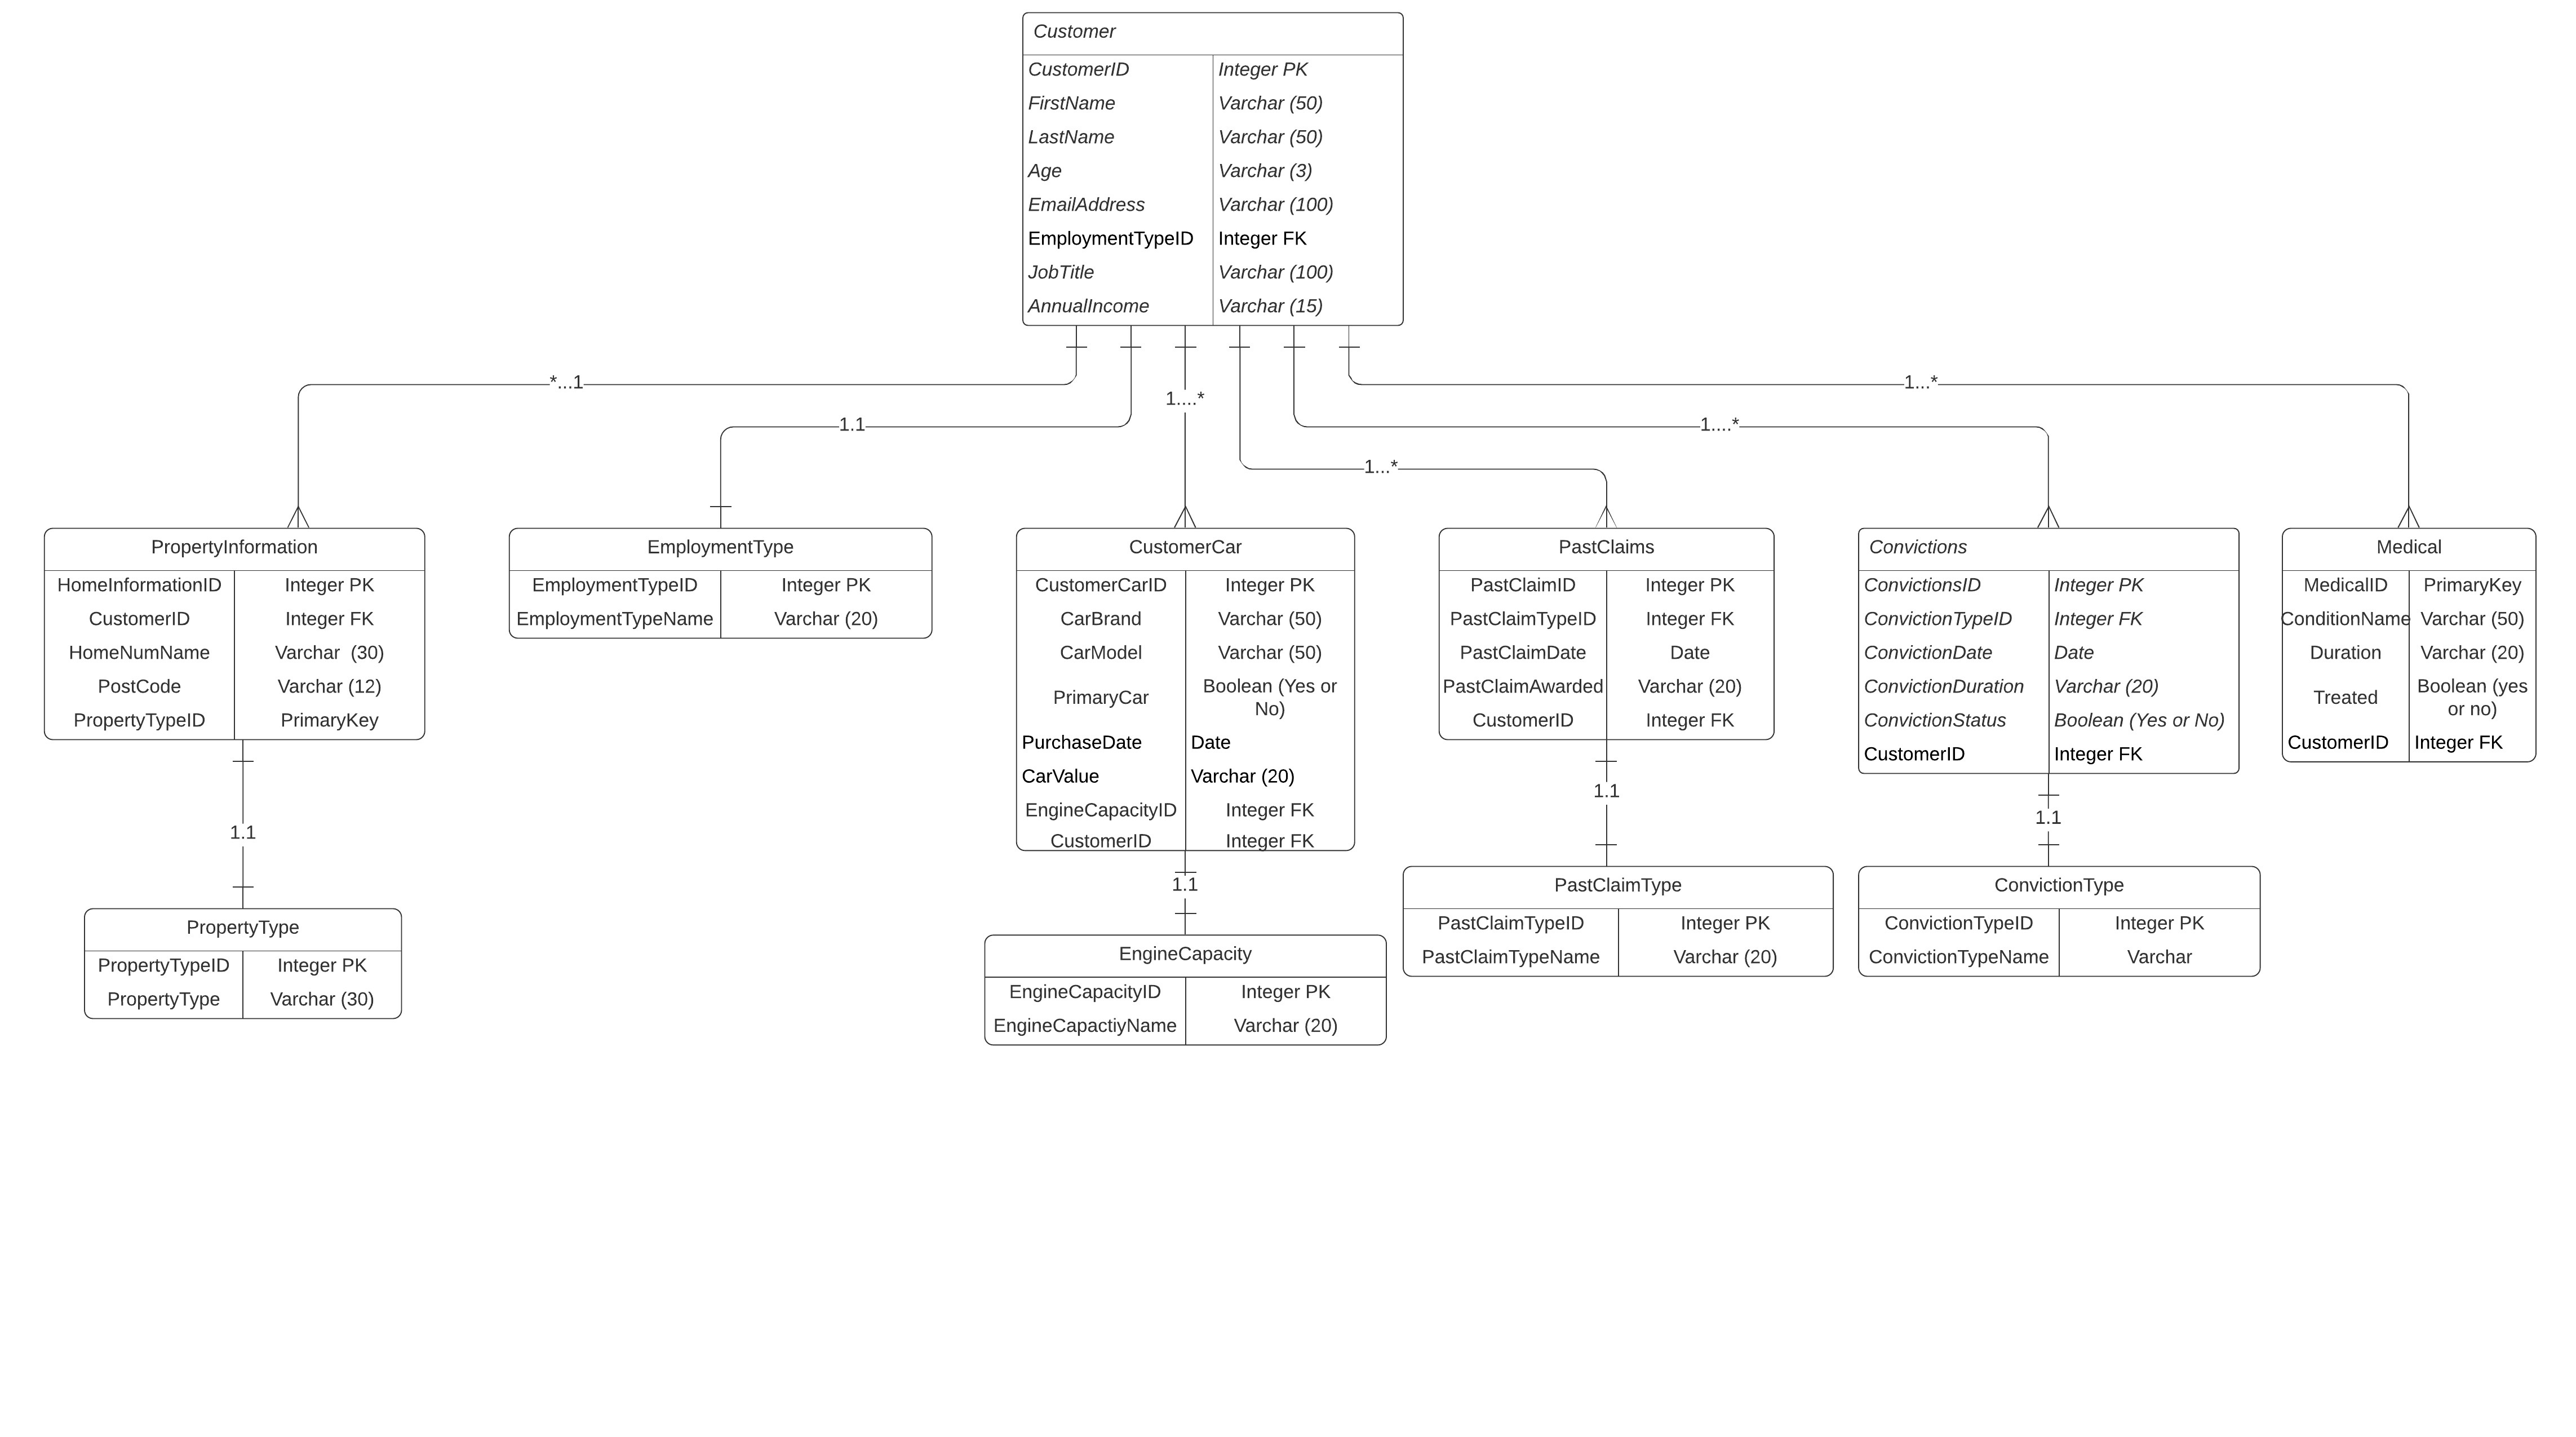 Customer
CustomerID Integer PK
FirstName Varchar (50)
LastName Varchar (50)
Age Varchar (3)
EmailAddress Varchar (100)
EmploymentTypeID Integer FK
JobTitle Varchar (100)
AnnualIncome Varchar (15)
*...1
1.1
1....*
1...*
1....*
1...*
PropertyInformation
HomeInformationID Integer PK
CustomerID Integer FK
HomeNumName Varchar (30)
PostCode Varchar (12)
PropertyTypeID PrimaryKey
EmploymentType
EmploymentTypeID Integer PK
EmploymentTypeName Varchar (20)
CustomerCar
CustomerCarID Integer PK
CarBrand Varchar (50)
CarModel Varchar (50)
PrimaryCar Boolean (Yes or
No)
PurchaseDate Date
CarValue Varchar (20)
EngineCapacityID Integer FK
CustomerID Integer FK
PastClaims
PastClaimID Integer PK
PastClaimTypeID Integer FK
PastClaimDate Date
PastClaimAwarded Varchar (20)
CustomerID Integer FK
Convictions
ConvictionsID Integer PK
ConvictionTypeID Integer FK
ConvictionDate Date
ConvictionDuration Varchar (20)
ConvictionStatus Boolean (Yes or No)
CustomerID Integer FK
Medical
MedicalID PrimaryKey
ConditionName Varchar (50)
Duration Varchar (20)
Treated Boolean (yes
or no)
CustomerID Integer FK
1.1
1.1
1.1
1.1
PropertyType
PropertyTypeID Integer PK
PropertyType Varchar (30)
EngineCapacity
EngineCapacityID Integer PK
EngineCapactiyName Varchar (20)
PastClaimType
PastClaimTypeID Integer PK
PastClaimTypeName Varchar (20)
ConvictionType
ConvictionTypeID Integer PK
ConvictionTypeName Varchar